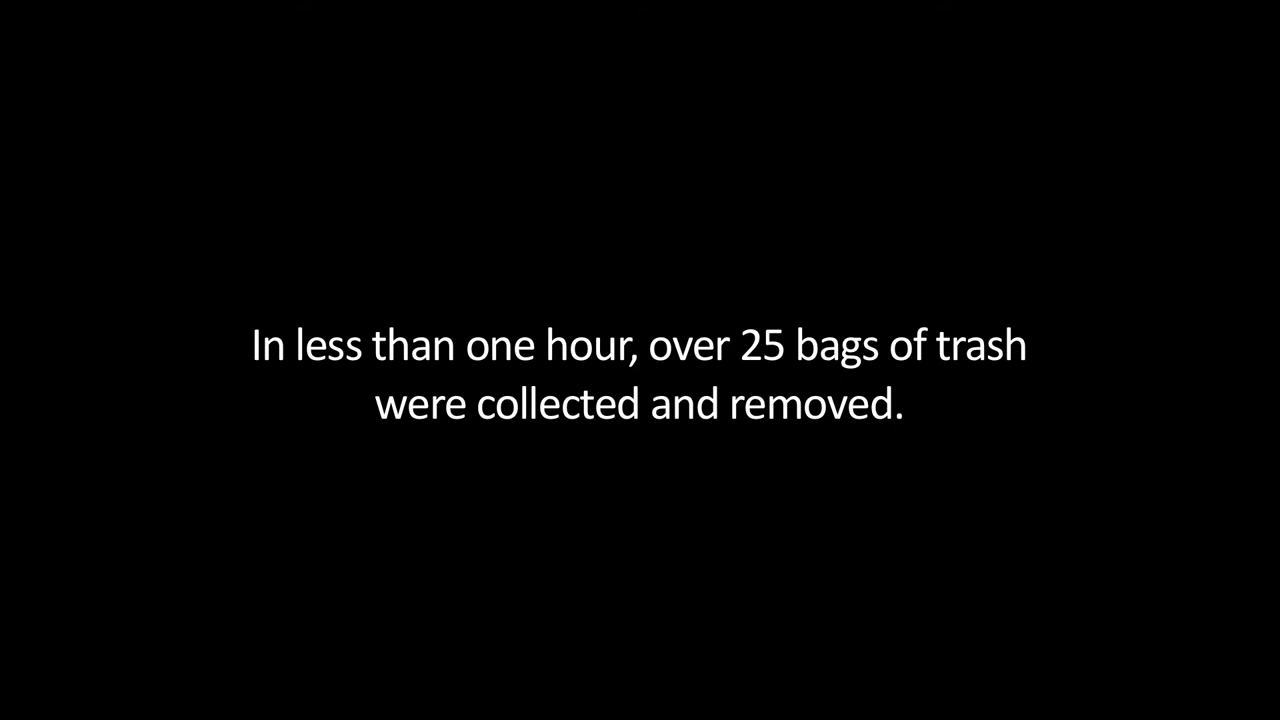 In less than one hour, over 25 bags of trash
were collected and removed.